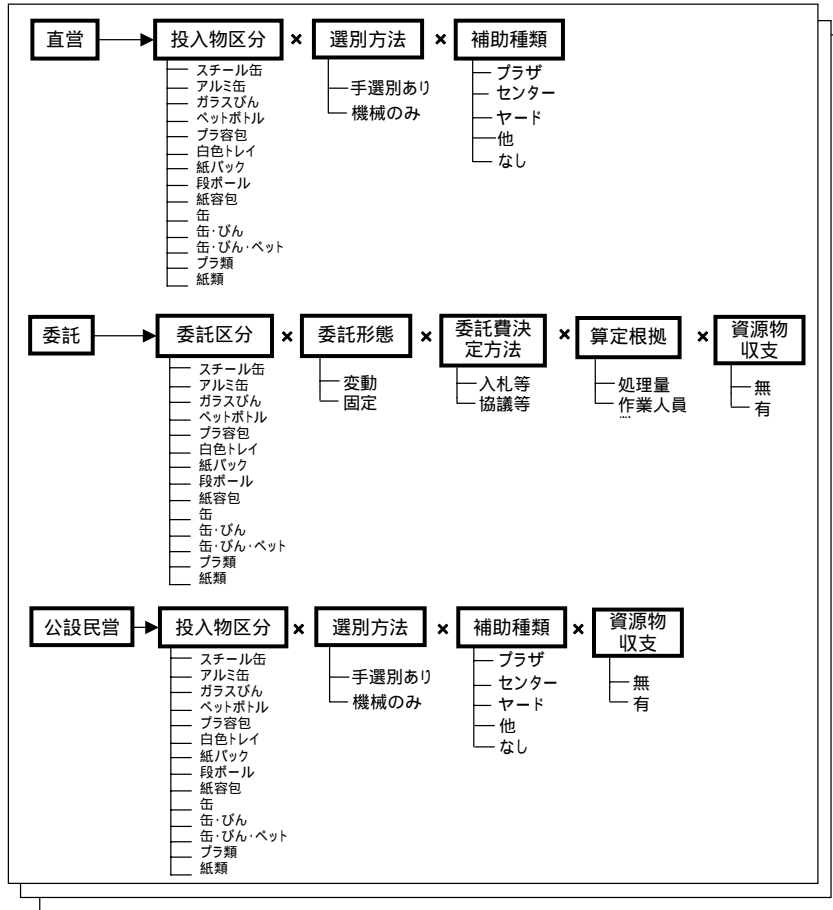 直営
投入物区分 × 選別方法 × 補助種類
スチール缶
アルミ缶
ガラスびん
ペットボトル
プラ容包
白色トレイ
紙パック
段ボール
紙容包
缶
缶・びん
缶・びん・ペット
プラ類
紙類
手選別あり
機械のみ
プラザ
センター
ヤード
他
なし
委託
委託区分 × 委託形態 × 委託費決
定方法 × 算定根拠 × 資源物
収支
スチール缶
アルミ缶
ガラスびん
ペットボトル
プラ容包
白色トレイ
紙パック
段ボール
紙容包
缶
缶・びん
缶・びん・ペット
プラ類
紙類
変動
固定
入札等
協議等
処理量
作業人員
無
有
公設民営
投入物区分 × 選別方法 × 補助種類 × 資源物
収支
スチール缶
アルミ缶
ガラスびん
ペットボトル
プラ容包
白色トレイ
紙パック
段ボール
紙容包
缶
缶・びん
缶・びん・ペット
プラ類
紙類
手選別あり
機械のみ
プラザ
センター
ヤード
他
なし
無
有